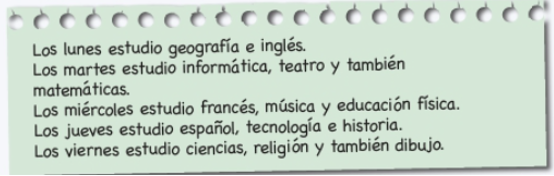 Los lunes estudio geografía e inglés.
Los martes estudio informática, teatro y también
matemáticas.
Los miércoles estudio francés, música y educación física.
Los jueves estudio español, tecnología e historia.
Los viernes estudio ciencias, religión y también dibujo.